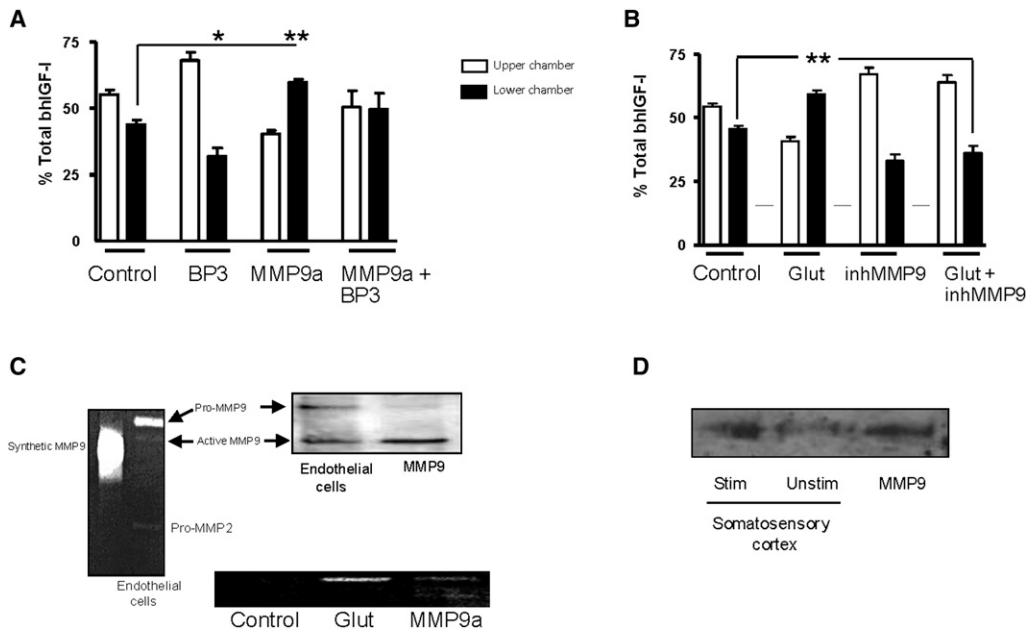 A
75
50
25
0
% Total bhIGF-I
*
**
Control
BP3
MMP9a
MMP9a +
BP3
Upper chamber
Lower chamber
B
75
50
25
0
% Total bhIGF-I
**
Control
Glut
inhMMP9
Glut +
inhMMP9
C
Synthetic MMP9
Pro-MMP9
Active MMP9
Pro-MMP2
Endothelial
cells
Endothelial
cells
MMP9
Control
Glut
MMP9a
D
Stim
Unstim
MMP9
Somatosensory
cortex